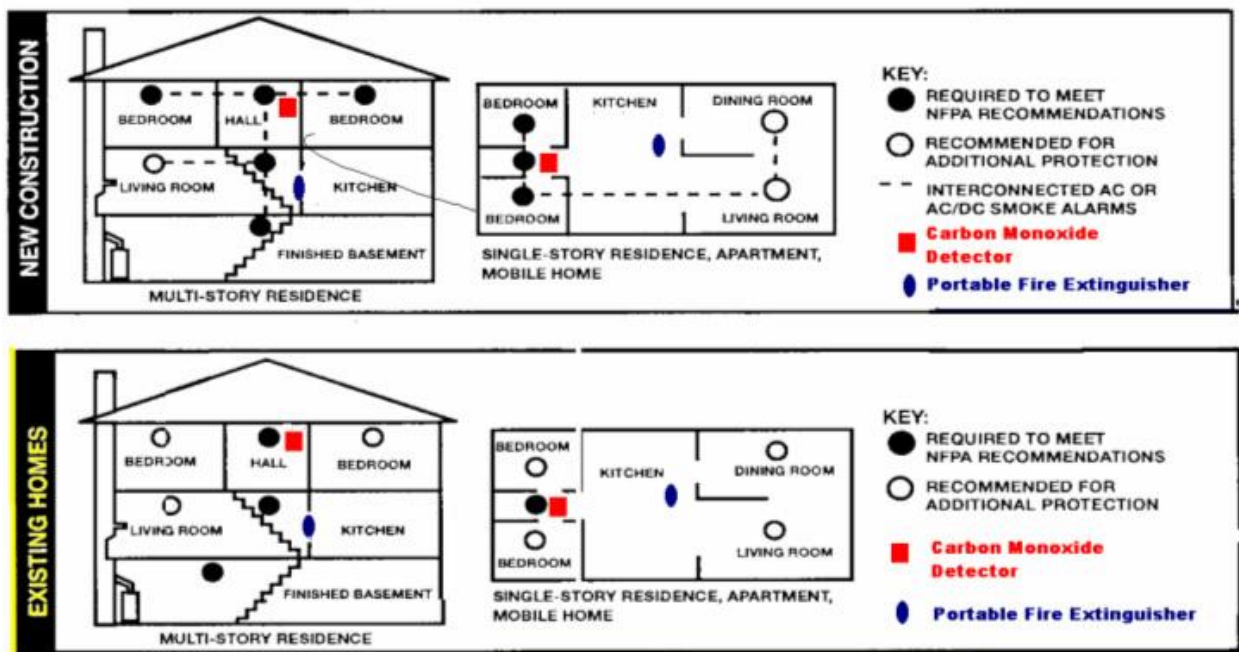 NEW CONSTRUCTION
BEDROOM
HALL
BEDROOM
LIVING ROOM
KITCHEN
FINISHED BASEMENT
MULTI-STORY RESIDENCE
BEDROOM
KITCHEN
DINING ROOM
BEDROOM
LIVING ROOM
SINGLE-STORY RESIDENCE, APARTMENT,
MOBILE HOME
KEY:
REQUIRED TO MEET
NFPA RECOMMENDATIONS
RECOMMENDED FOR
ADDITIONAL PROTECTION
INTERCONNECTED AC OR
AC/DC SMOKE ALARMS
Carbon Monoxide
Detector
Portable Fire Extinguisher
EXISTING HOMES
BEDROOM
HALL
BEDROOM
LIVING ROOM
KITCHEN
FINISHED BASEMENT
MULTI-STORY RESIDENCE
BEDROOM
KITCHEN
DINING ROOM
BEDROOM
LIVING ROOM
SINGLE-STORY RESIDENCE, APARTMENT,
MOBILE HOME
KEY:
REQUIRED TO MEET
NFPA RECOMMENDATIONS
RECOMMENDED FOR
ADDITIONAL PROTECTION
Carbon Monoxide
Detector
Portable Fire Extinguisher